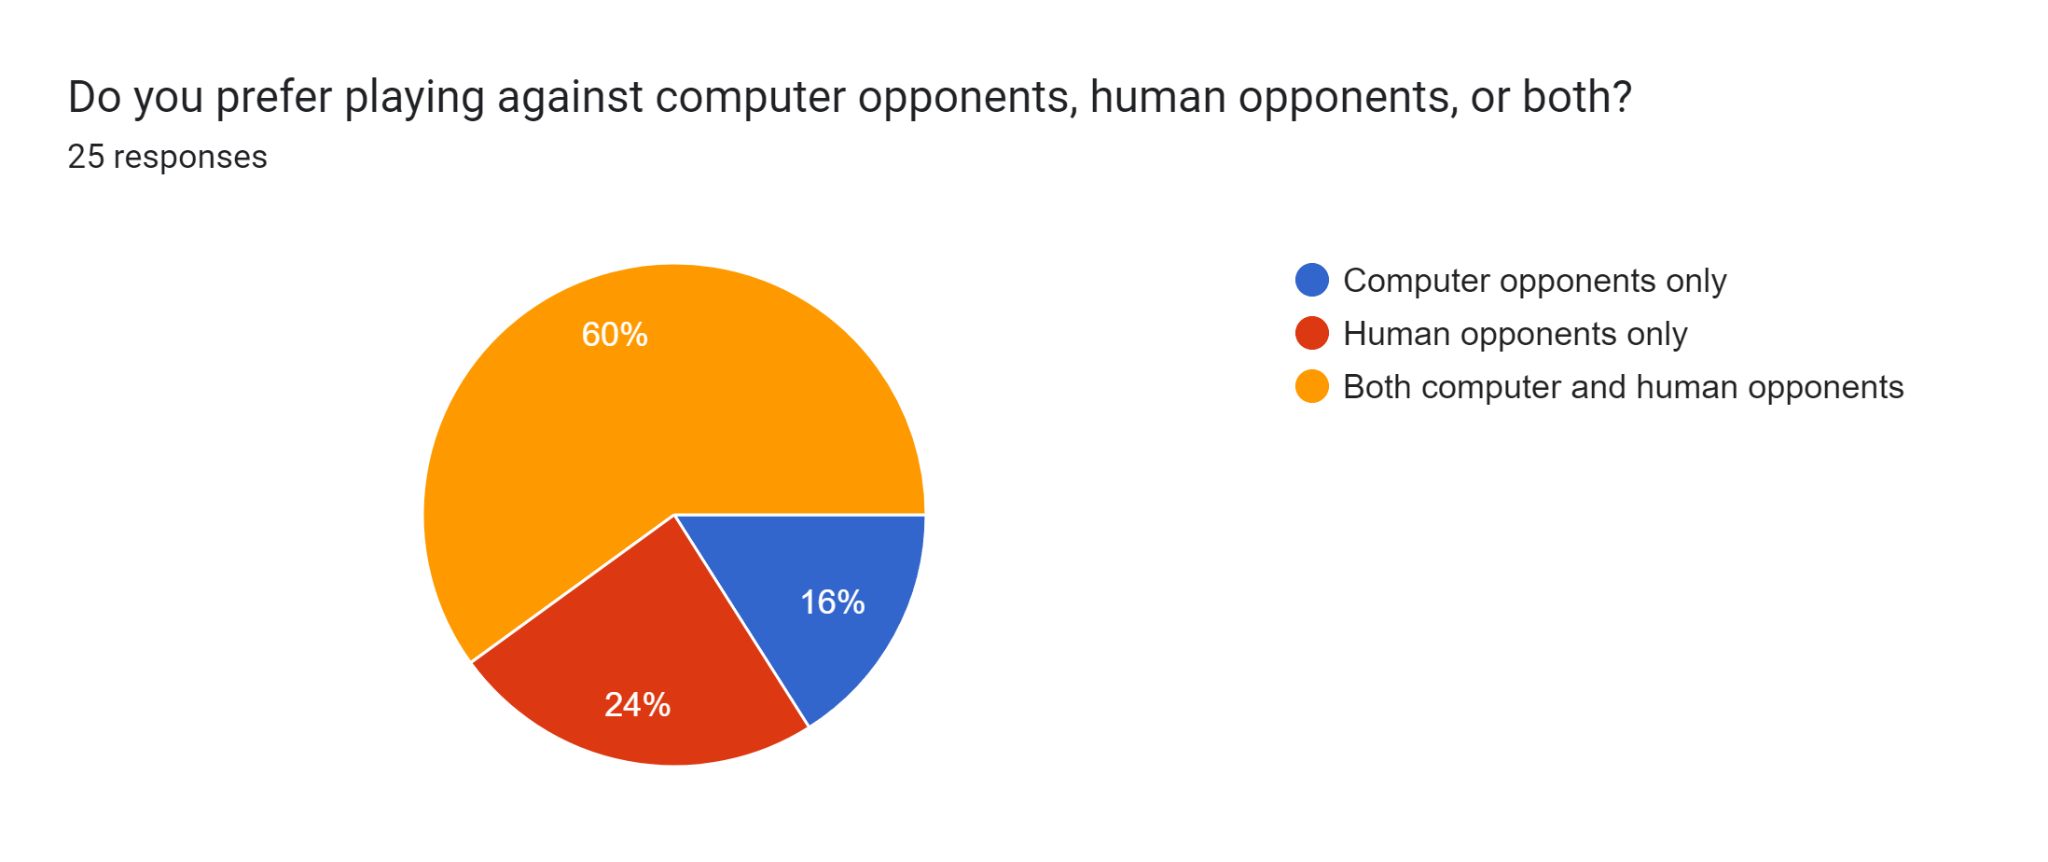 Do you prefer playing against computer opponents, human opponents, or both?
25 responses
Computer opponents only
Human opponents only
Both computer and human opponents
60%
16%
24%